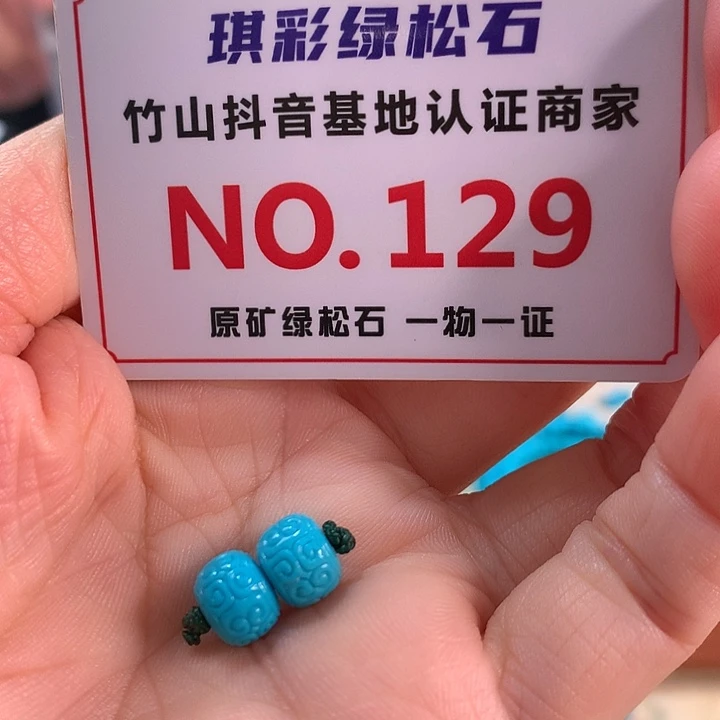 琪彩绿松石
竹山抖音基地认证商家
NO.129
原矿绿松石 一物一证